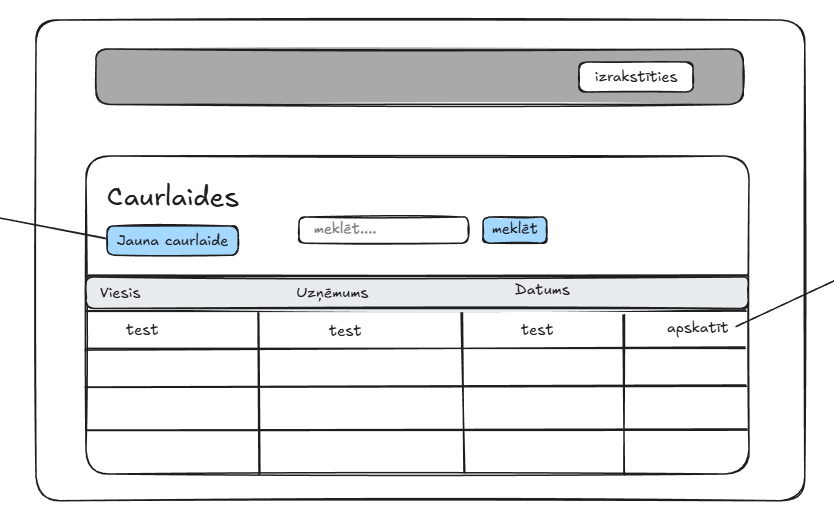 izrakstīties
Caurlaides
Jauna caurlaide
meklēt....
meklēt
Viesis
Uzņēmums
Datums
test
test
test
apskatīt